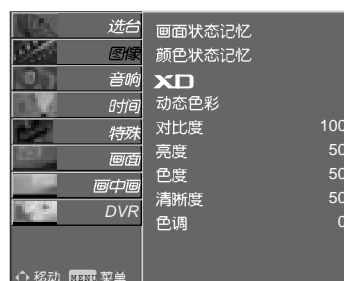 选台
图像
音响
时间
特殊
画面
画中画
DVR
移动 MENU 菜单
画面状态记忆
颜色状态记忆
XD
动态色彩
对比度 100
亮度 50
色度 50
清晰度 50
色调 0